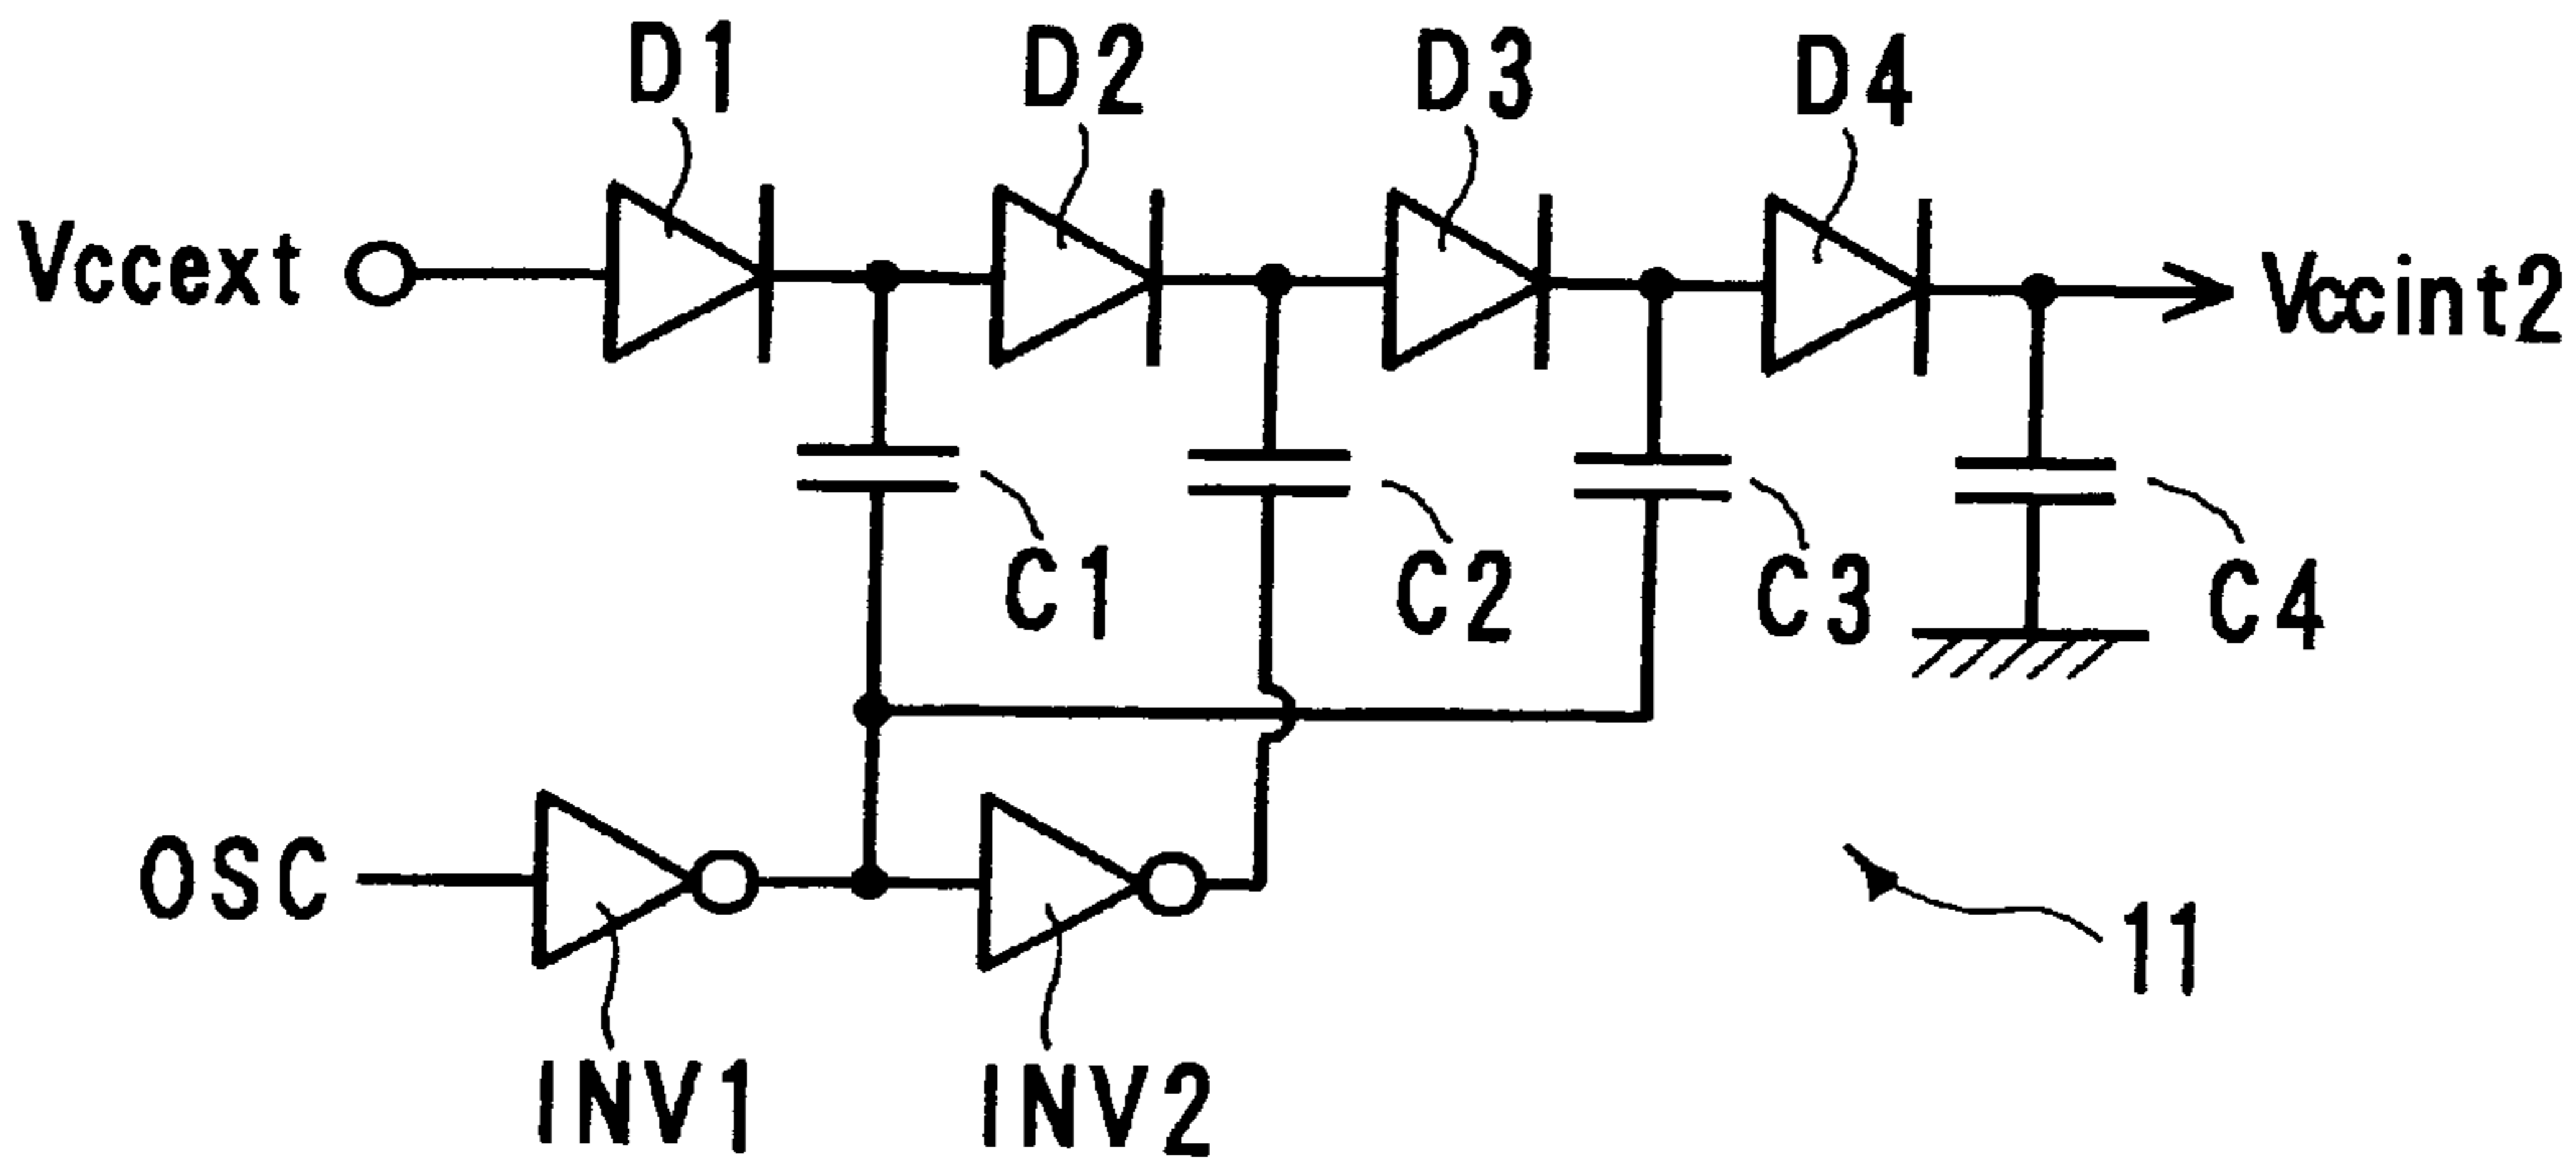 D1 D2 D3 D4
Vccext Vccint2
C1 C2 C3 C4
OSC
11
INV1 INV2